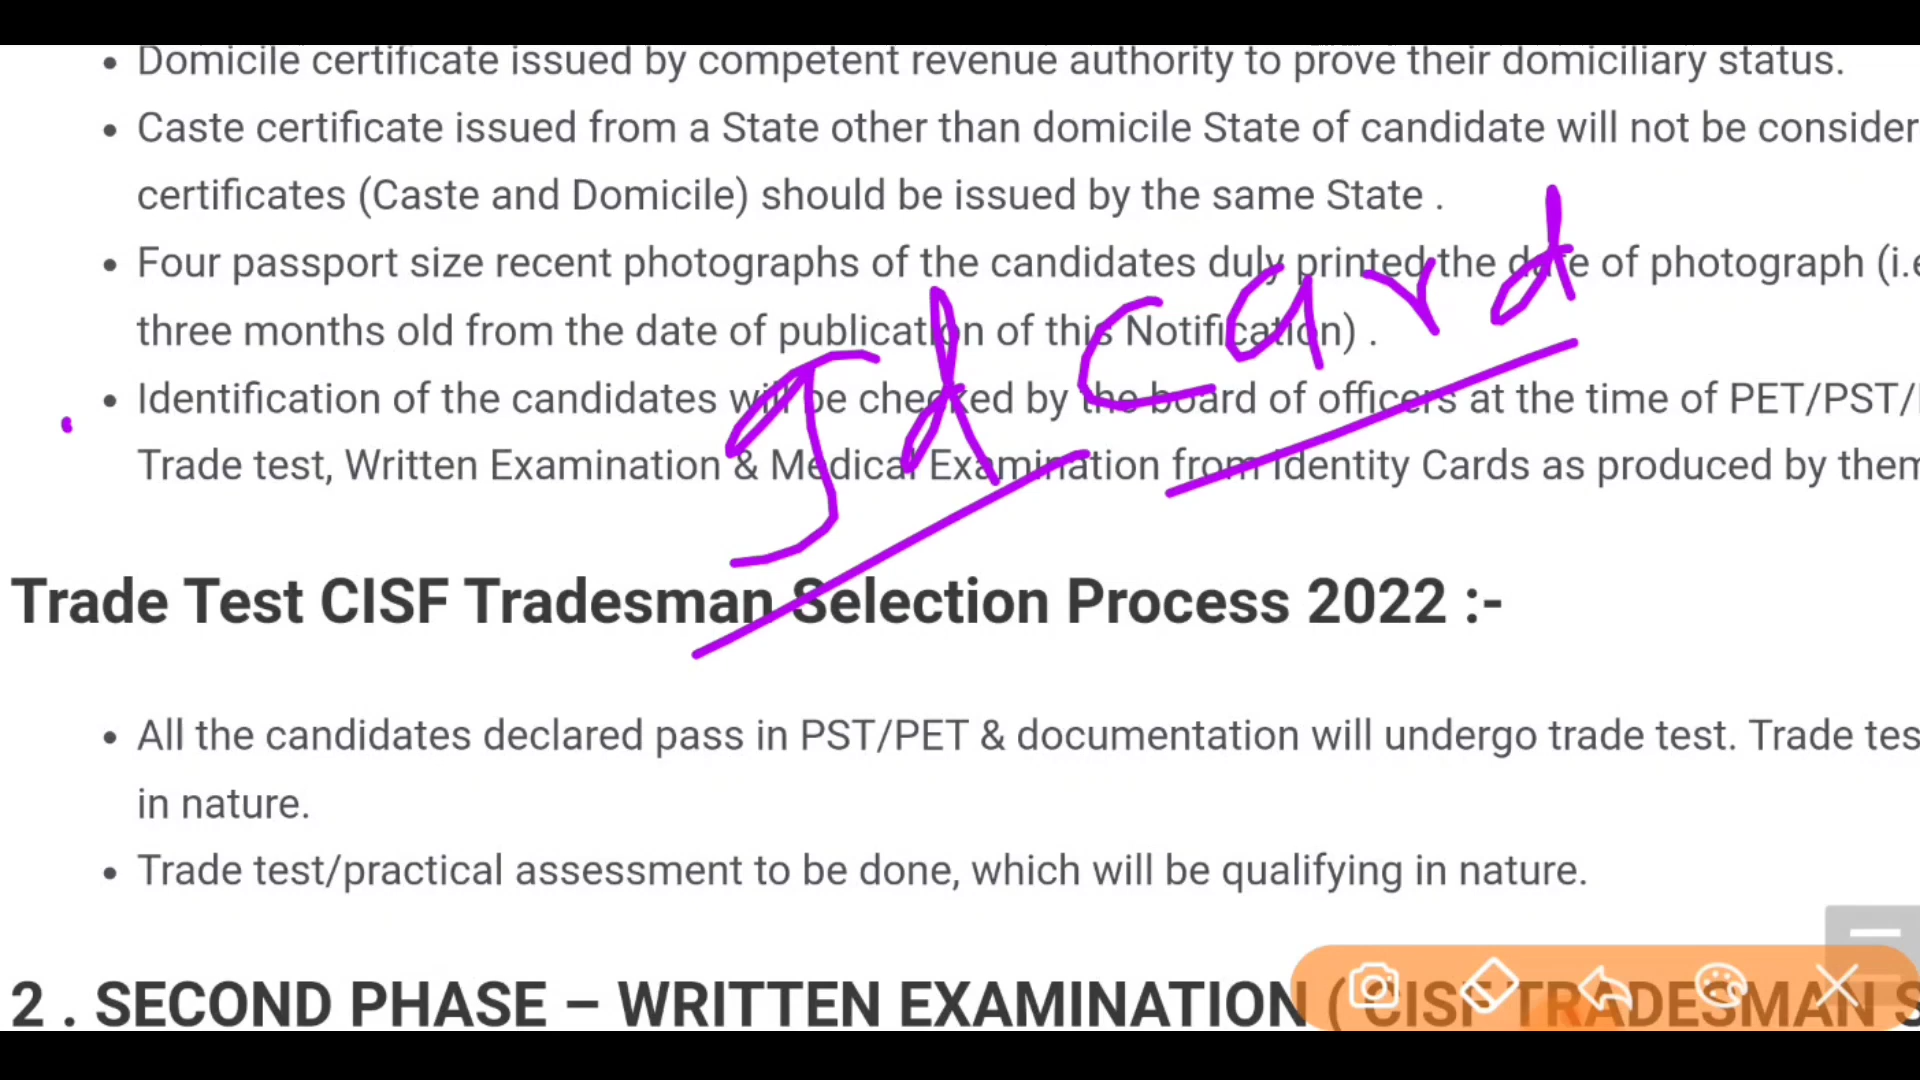 Domicile certificate issued by competent revenue authority to prove their domiciliary status.
Caste certificate issued from a State other than domicile State of candidate will not be consider
certificates (Caste and Domicile) should be issued by the same State .
Four passport size recent photographs of the candidates duly printed the date of photograph (i.e
three months old from the date of publication of this Notification) .
Identification of the candidates will be checked by the board of officers at the time of PET/PST/
Trade test, Written Examination & Medical Examination from Identity Cards as produced by them
Id Card
Trade Test CISF Tradesman Selection Process 2022 :-
All the candidates declared pass in PST/PET & documentation will undergo trade test. Trade tes
in nature.
Trade test/practical assessment to be done, which will be qualifying in nature.
2 . SECOND PHASE – WRITTEN EXAMINATION ( CISF TRADESMAN S